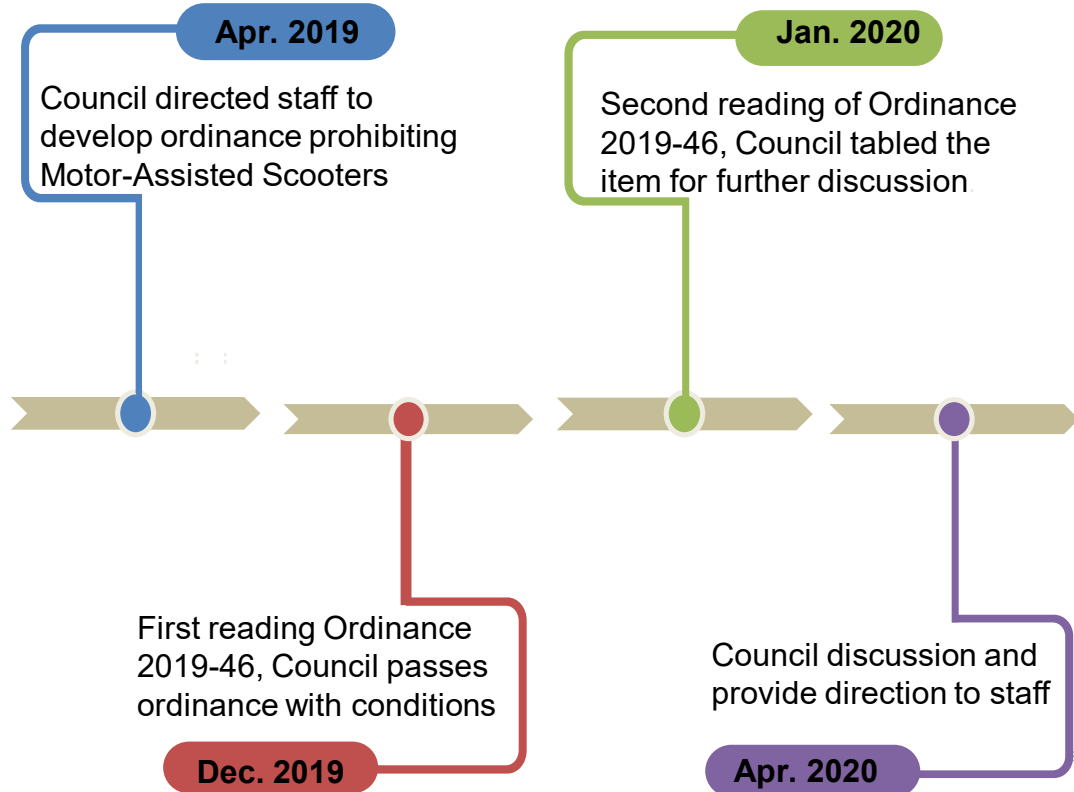 Apr. 2019
Council directed staff to
develop ordinance prohibiting
Motor-Assisted Scooters
Jan. 2020
Second reading of Ordinance
2019-46, Council tabled the
item for further discussion
First reading Ordinance
2019-46, Council passes
ordinance with conditions
Dec. 2019
Council discussion and
provide direction to staff
Apr. 2020